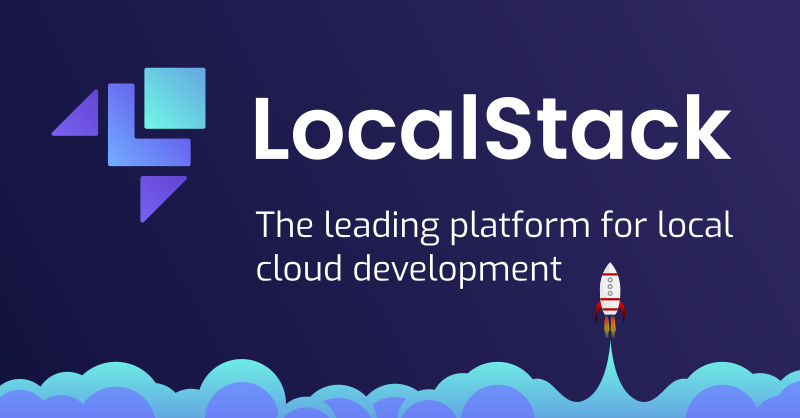 LocalStack
The leading platform for local
cloud development